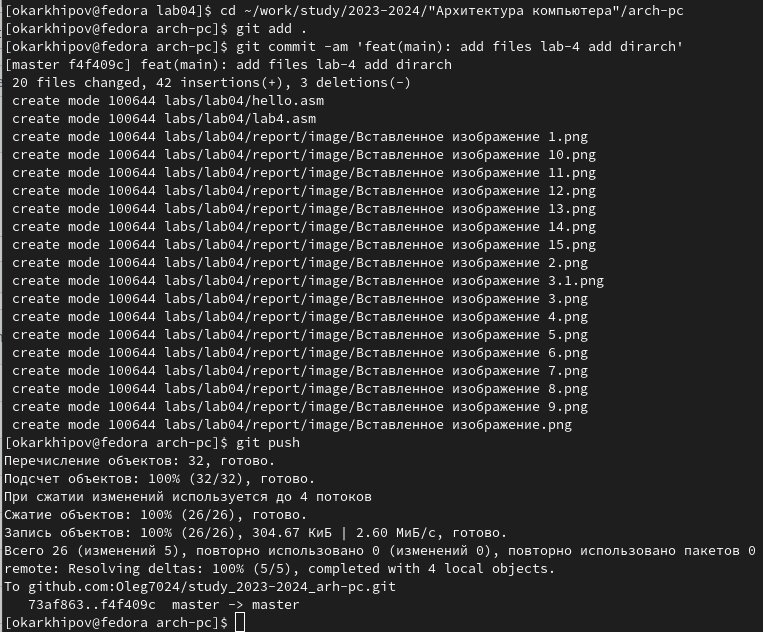 [okarkhipov@fedora lab04]$ cd ~/work/study/2023-2024/"Архитектура компьютера"/arch-pc
[okarkhipov@fedora arch-pc]$ git add .
[okarkhipov@fedora arch-pc]$ git commit -am 'feat(main): add files lab-4 add dirarch'
[master f4f409c] feat(main): add files lab-4 add dirarch
 20 files changed, 42 insertions(+), 3 deletions(-)
 create mode 100644 labs/lab04/hello.asm
 create mode 100644 labs/lab04/lab4.asm
 create mode 100644 labs/lab04/report/image/Вставленное изображение 1.png
 create mode 100644 labs/lab04/report/image/Вставленное изображение 10.png
 create mode 100644 labs/lab04/report/image/Вставленное изображение 11.png
 create mode 100644 labs/lab04/report/image/Вставленное изображение 12.png
 create mode 100644 labs/lab04/report/image/Вставленное изображение 13.png
 create mode 100644 labs/lab04/report/image/Вставленное изображение 14.png
 create mode 100644 labs/lab04/report/image/Вставленное изображение 15.png
 create mode 100644 labs/lab04/report/image/Вставленное изображение 2.png
 create mode 100644 labs/lab04/report/image/Вставленное изображение 3.1.png
 create mode 100644 labs/lab04/report/image/Вставленное изображение 3.png
 create mode 100644 labs/lab04/report/image/Вставленное изображение 4.png
 create mode 100644 labs/lab04/report/image/Вставленное изображение 5.png
 create mode 100644 labs/lab04/report/image/Вставленное изображение 6.png
 create mode 100644 labs/lab04/report/image/Вставленное изображение 7.png
 create mode 100644 labs/lab04/report/image/Вставленное изображение 8.png
 create mode 100644 labs/lab04/report/image/Вставленное изображение 9.png
 create mode 100644 labs/lab04/report/image/Вставленное изображение.png
[okarkhipov@fedora arch-pc]$ git push
Перечисление объектов: 32, готово.
Подсчет объектов: 100% (32/32), готово.
При сжатии изменений используется до 4 потоков
Сжатие объектов: 100% (26/26), готово.
Запись объектов: 100% (26/26), 304.67 КиБ | 2.60 МиБ/с, готово.
Всего 26 (изменений 5), повторно использовано 0 (изменений 0), повторно использовано пакетов 0
remote: Resolving deltas: 100% (5/5), completed with 4 local objects.
To github.com:Oleg7024/study_2023-2024_arh-pc.git
   73af863..f4f409c  master -> master
[okarkhipov@fedora arch-pc]$